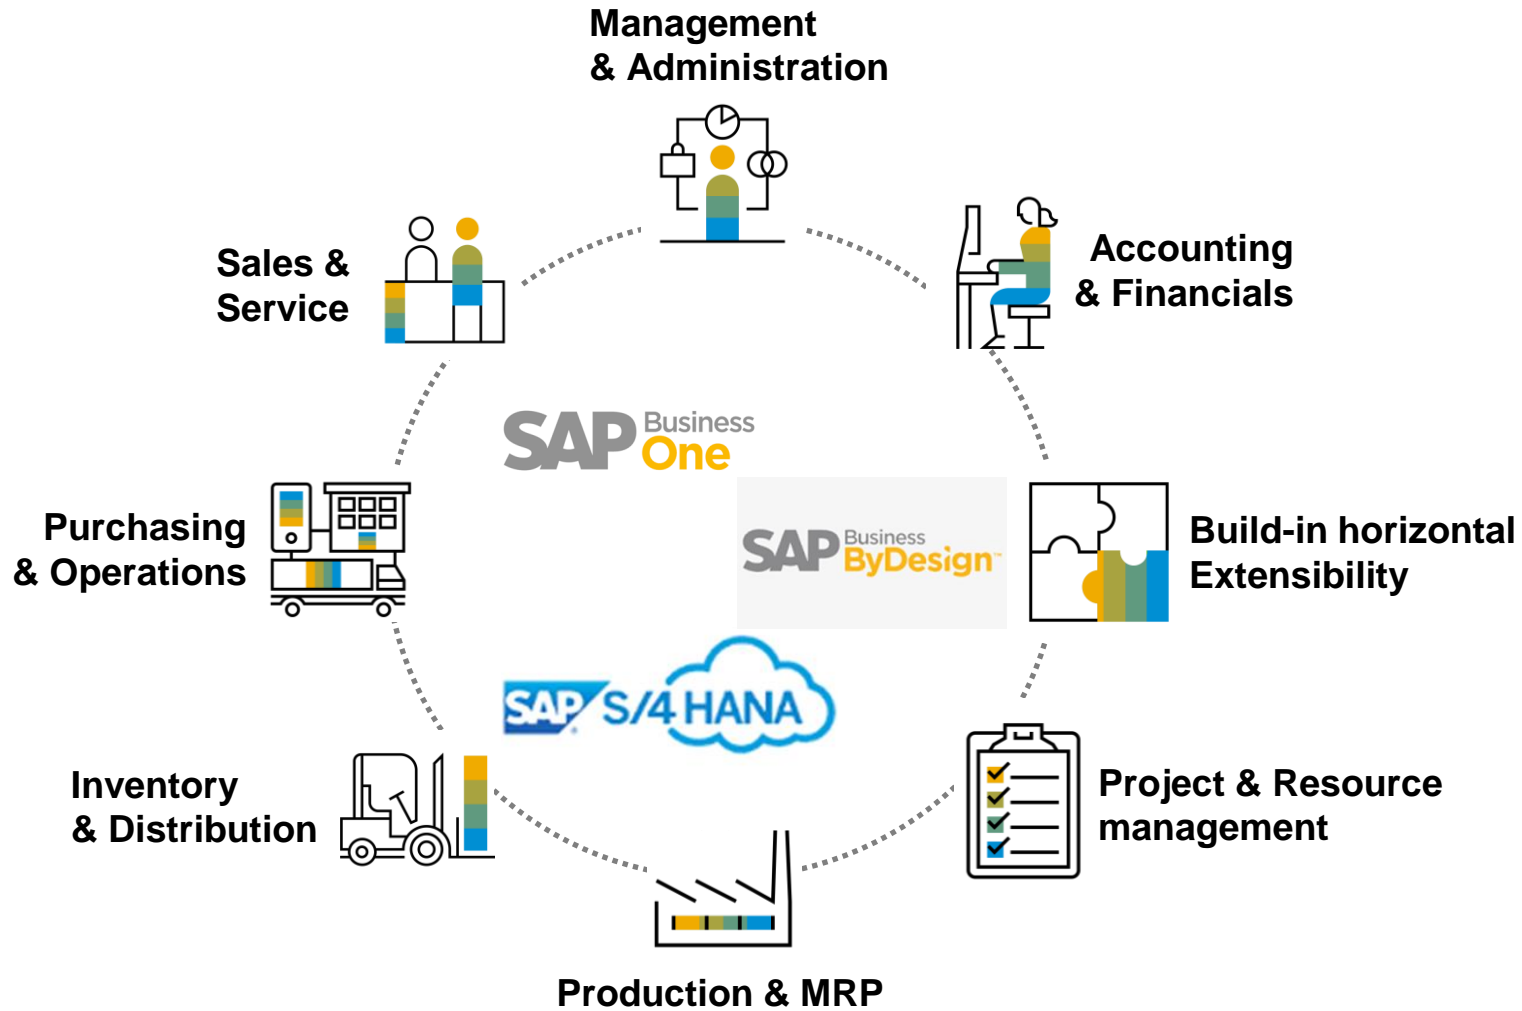 Management
& Administration
Accounting
& Financials
Sales &
Service
SAP Business
One
Purchasing
& Operations
SAP Business
ByDesign™
Build-in horizontal
Extensibility
SAP S/4 HANA
Inventory
& Distribution
Project & Resource
management
Production & MRP